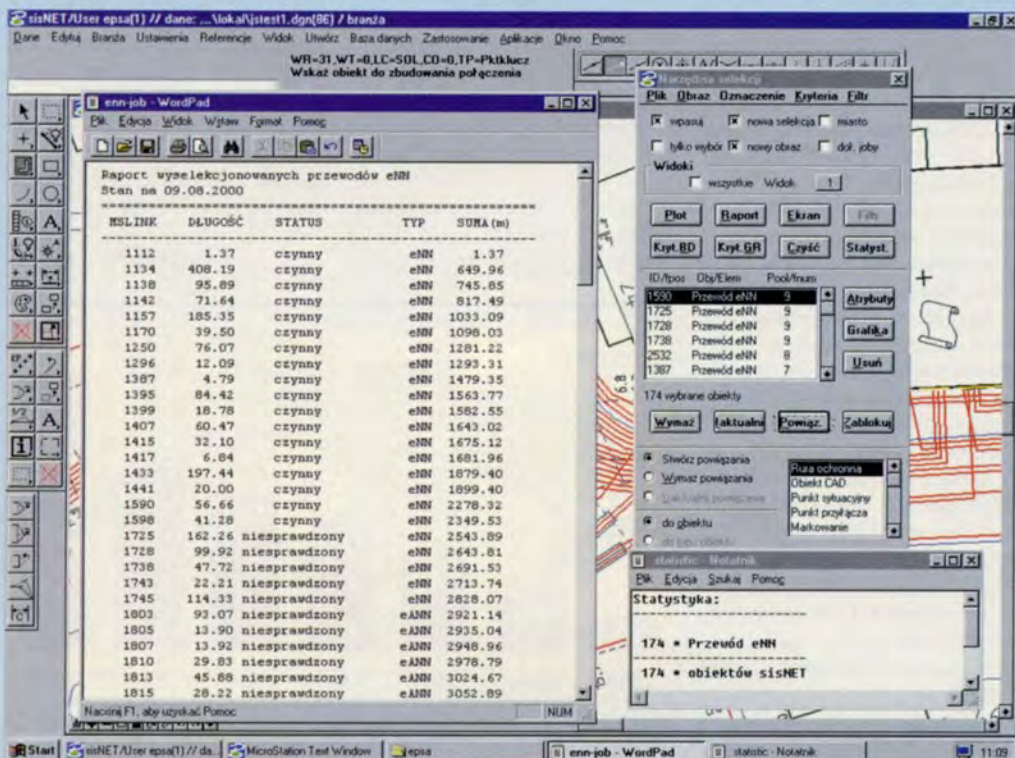 sisNET/User epsa(1) // dane: ...\lokal\jstest1.dgn(86) / branża
Dane Edytuj Branża Ustawienia Referencje Widok Utwórz Baza danych Zastosowanie Aplikacje Okno Pomoc
WR=31,WT=0,LC=SOL,CO=0,TP=Pktklucz
Wskaż obiekt do zbudowania połączenia
enn-job - WordPad
Plik Edycja Widok Wstaw Format Pomoc
Raport wyselekcjonowanych przewodów eNN
Stan na 09.08.2000
MSLINK DŁUGOŚĆ STATUS TYP SUMA(m)
1112 1.37 czynny eNN 1.37
1134 408.19 czynny eNN 649.96
1138 95.89 czynny eNN 745.85
1142 71.64 czynny eNN 817.49
1157 185.35 czynny eNN 1033.09
1170 39.50 czynny eNN 1098.03
1250 76.07 czynny eNN 1281.22
1296 12.09 czynny eNN 1293.31
1387 4.79 czynny eNN 1479.35
1395 84.42 czynny eNN 1563.77
1399 18.78 czynny eNN 1582.55
1407 60.47 czynny eNN 1643.02
1415 32.10 czynny eNN 1675.12
1417 6.84 czynny eNN 1681.96
1433 197.44 czynny eNN 1879.40
1441 20.00 czynny eNN 1899.40
1590 56.66 czynny eNN 2278.32
1598 41.28 czynny eNN 2349.53
1725 162.26 niesprawdzony eNN 2543.89
1728 99.92 niesprawdzony eNN 2643.81
1738 47.72 niesprawdzony eNN 2691.53
1743 22.21 niesprawdzony eNN 2713.74
1745 114.33 niesprawdzony eNN 2828.07
1803 93.07 niesprawdzony eANN 2921.14
1805 13.90 niesprawdzony eANN 2935.04
1807 13.92 niesprawdzony eANN 2948.96
1810 29.83 niesprawdzony eANN 2978.79
1813 45.88 niesprawdzony eANN 3024.67
1815 28.22 niesprawdzony eANN 3052.89
Naciśnij F1, aby uzyskać Pomoc NUM
Narzędzia selekcji
Plik Obraz Oznaczenie Kryteria Filtr
wpasuj nowa selekcja miasto
tylko wybór nowy obraz doł. joby
Widoki
wszystkie Widok 1
Plot Raport Ekran Filtr
Kryt.BD Kryt.GR Czyść Statyst.
ID/fpos Obj/Elem Pool/fnum
1590 Przewód eNN 9
1725 Przewód eNN 9
1728 Przewód eNN 9
1738 Przewód eNN 9
2532 Przewód eNN 8
1387 Przewód eNN 7
Atrybuty
Grafika
Usuń
174 wybrane obiekty
Wymaż Uaktualni Powiąz. Zablokuj
Stwórz powiązania
Wymaż powiązania
Uaktualni powiązania
do obiektu
do typu obiektu
Rura ochronna
Obiekt CAD
Punkt sytuacyjny
Punkt przyłącza
Markowanie
6.8
statistic - Notatnik
Plik Edycja Szukaj Pomoc
Statystyka:
174 * Przewód eNN
174 * obiektów sisNET
Start sisNET/User epsa(1) // da... MicroStation Text Window epsa enn-job - WordPad statistic - Notatnik 11:09